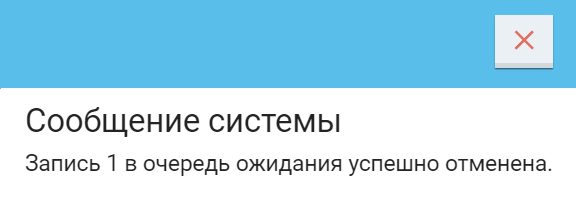 Сообщение системы
Запись 1 в очередь ожидания успешно отменена.